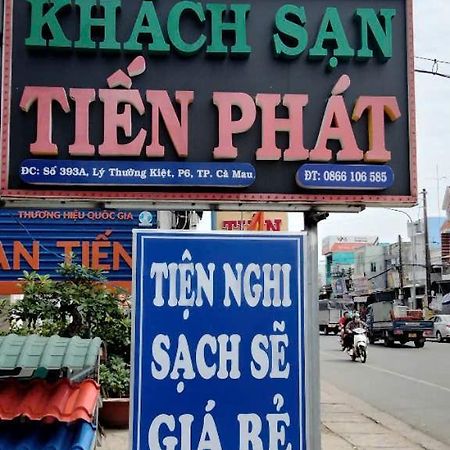 KHÁCH SẠN
TIẾN PHÁT
ĐC: Số 393A, Lý Thường Kiệt, P6, TP. Cà Mau
ĐT: 0866 106 585
THƯƠNG HIỆU QUỐC GIA
AN TIẾN
TIỆN NGHI
SẠCH SẼ
GIÁ RẺ